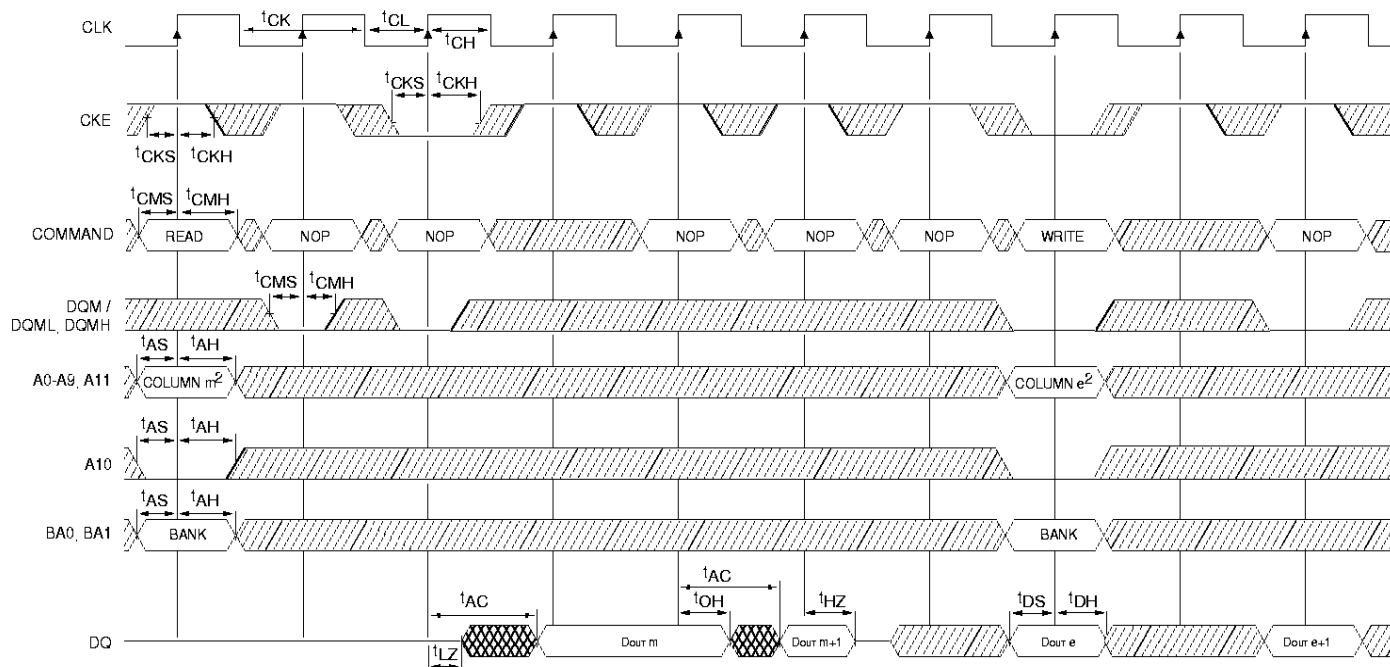 CLK
tCK
tCL
tCH
tCKS
tCKH
CKE
tCKS
tCKH
tCMS
tCMH
COMMAND
READ
NOP
NOP
NOP
NOP
NOP
WRITE
NOP
tCMS
tCMH
DQM /
DQML, DQMH
tAS
tAH
A0-A9, A11
COLUMN m2
COLUMN e2
tAS
tAH
A10
tAS
tAH
BA0, BA1
BANK
BANK
tAC
tAC
tOH
tHZ
tDS
tDH
DQ
DOUT m
DOUT m+1
DOUT e
DOUT e+1
tLZ